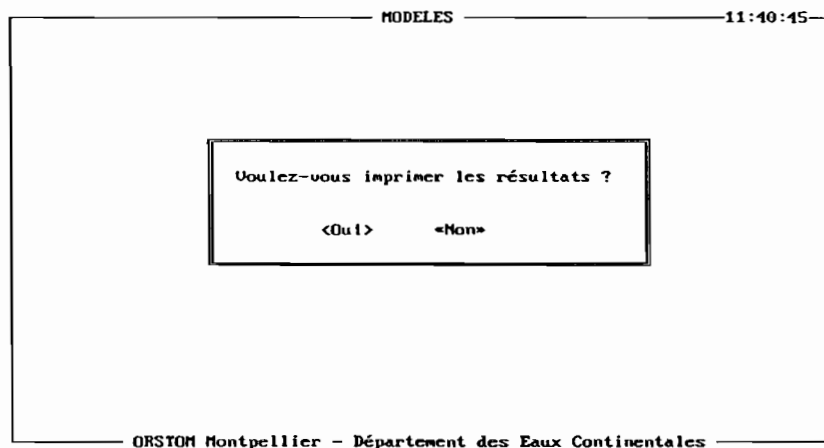 MODELES 11:40:45
Voulez-vous imprimer les résultats ?
<Oui> «Non»
ORSTOM Montpellier - Département des Eaux Continentales